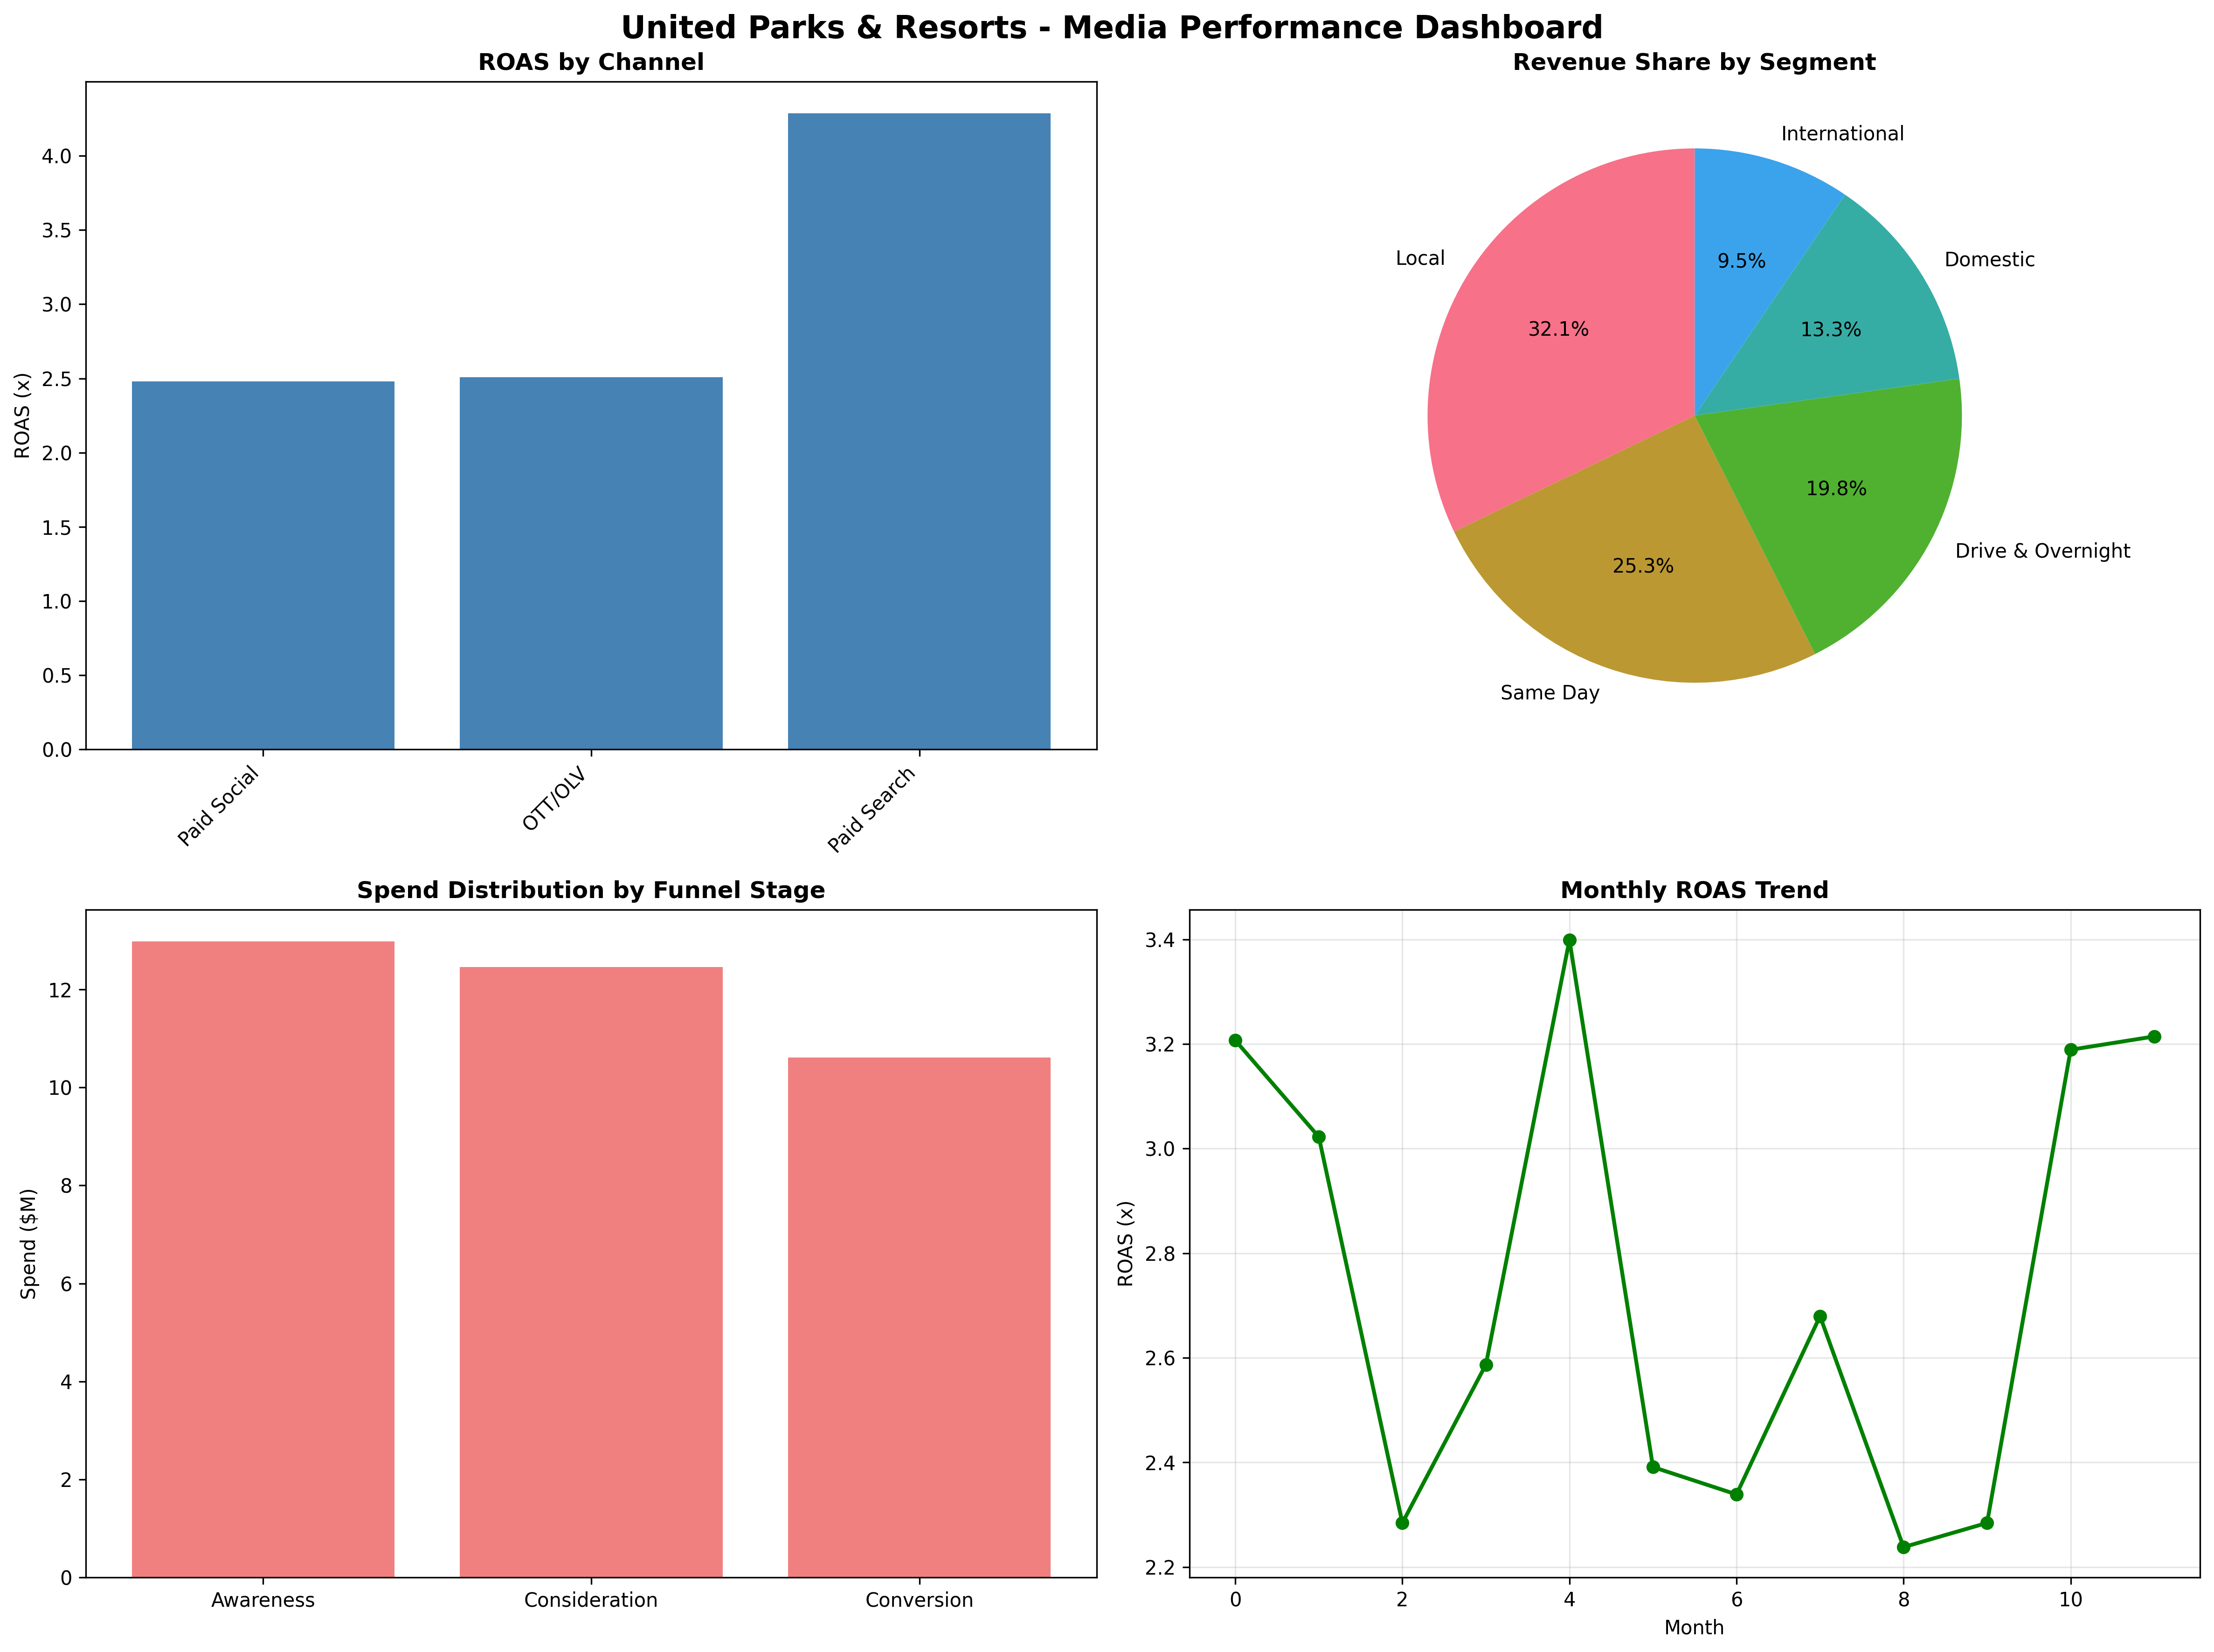 United Parks & Resorts - Media Performance Dashboard
ROAS by Channel
ROAS (x)
4.0
3.5
3.0
2.5
2.0
1.5
1.0
0.5
0.0
Paid Social
OTT/OLV
Paid Search
Revenue Share by Segment
International
Local
Domestic
9.5%
32.1%
13.3%
19.8%
25.3%
Drive & Overnight
Same Day
Spend Distribution by Funnel Stage
Spend ($M)
12
10
8
6
4
2
0
Awareness
Consideration
Conversion
Monthly ROAS Trend
ROAS (x)
3.4
3.2
3.0
2.8
2.6
2.4
2.2
0
2
4
6
8
10
Month